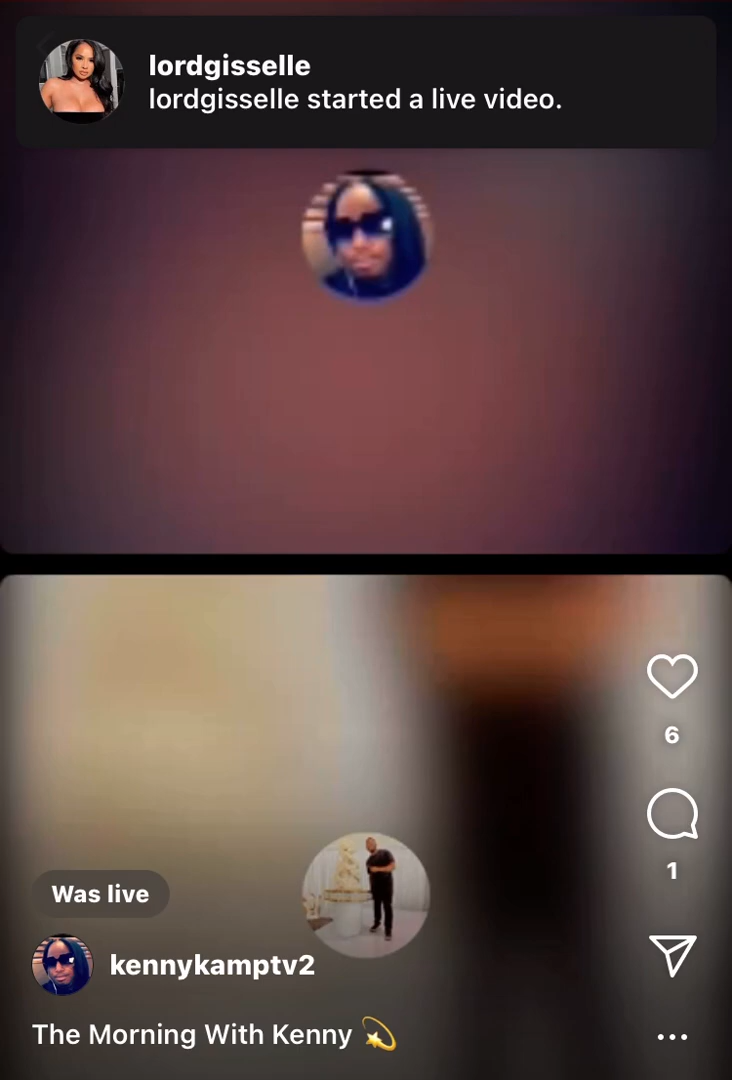 lordgisselle
lordgisselle started a live video.
6
1
Was live
kennykamptv2
The Morning With Kenny 💫